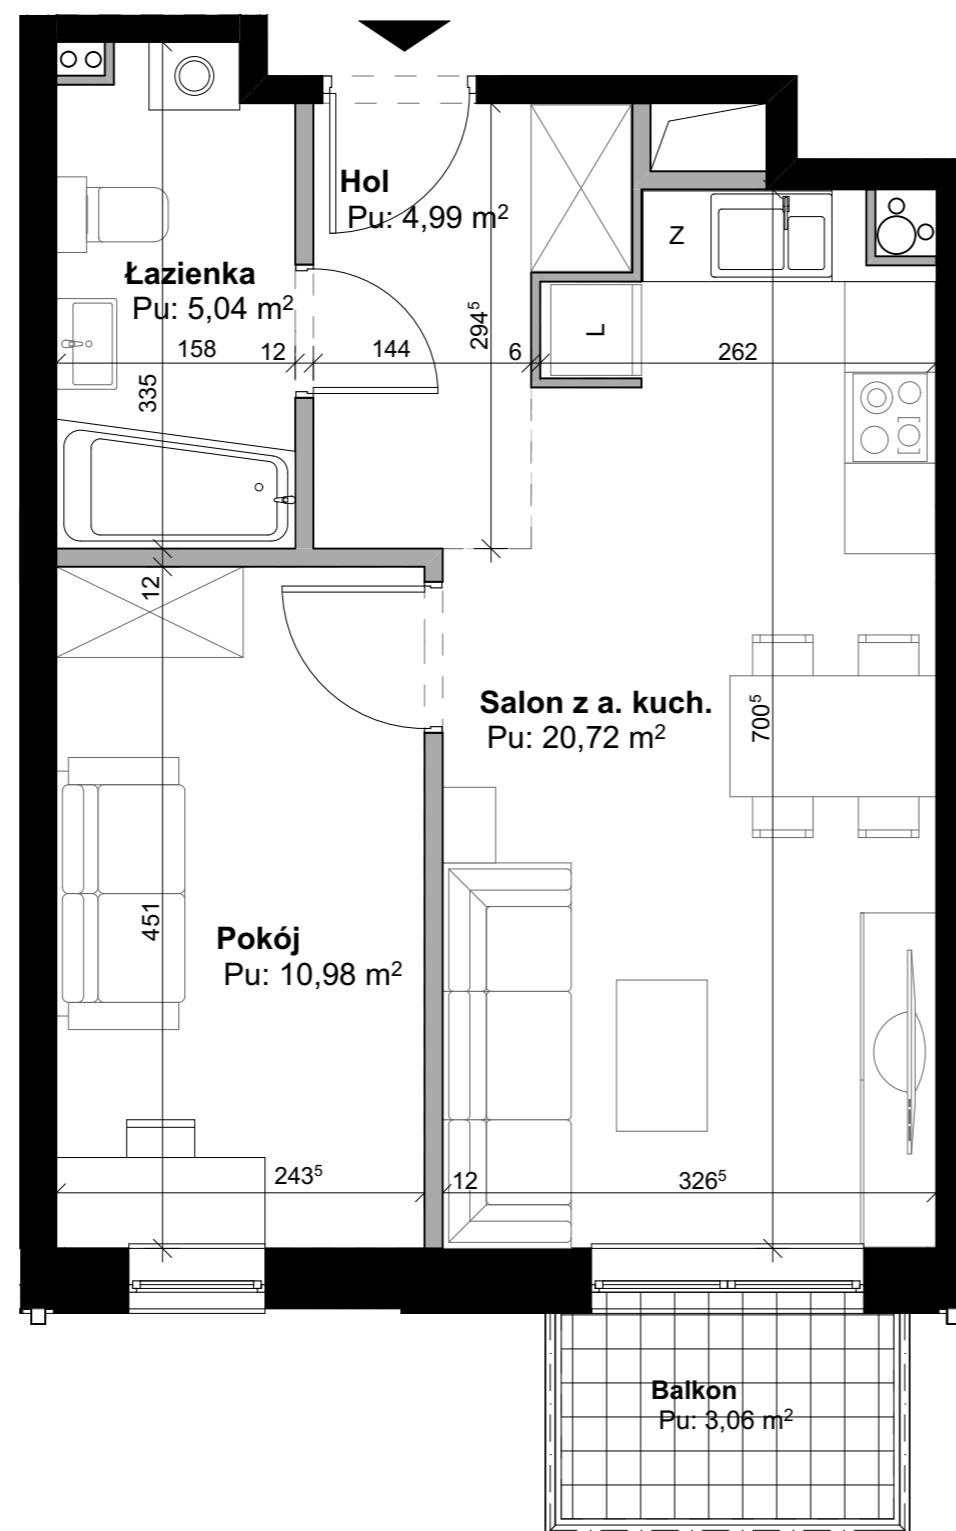 Hol
Pu: 4,99 m²
Z
Łazienka
Pu: 5,04 m²
294⁵
L
158
12
144
6
262
335
12
Salon z a. kuch.
Pu: 20,72 m²
700⁵
451
Pokój
Pu: 10,98 m²
243⁵
12
326⁵
Balkon
Pu: 3,06 m²